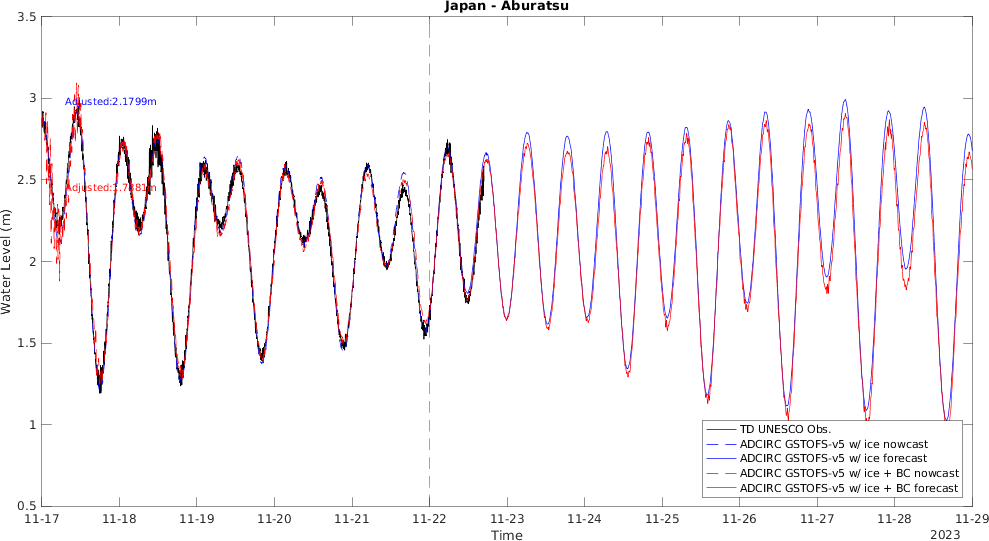 Japan - Aburatsu
3.5
3
2.5
2
1.5
1
0.5
Water Level (m)
Adjusted:2.1799m
Adjusted:1.7381m
TD UNESCO Obs.
ADCIRC GSTOFS-v5 w/ ice nowcast
ADCIRC GSTOFS-v5 w/ ice forecast
ADCIRC GSTOFS-v5 w/ ice + BC nowcast
ADCIRC GSTOFS-v5 w/ ice + BC forecast
11-17 11-18 11-19 11-20 11-21 11-22 11-23 11-24 11-25 11-26 11-27 11-28 11-29
Time
2023